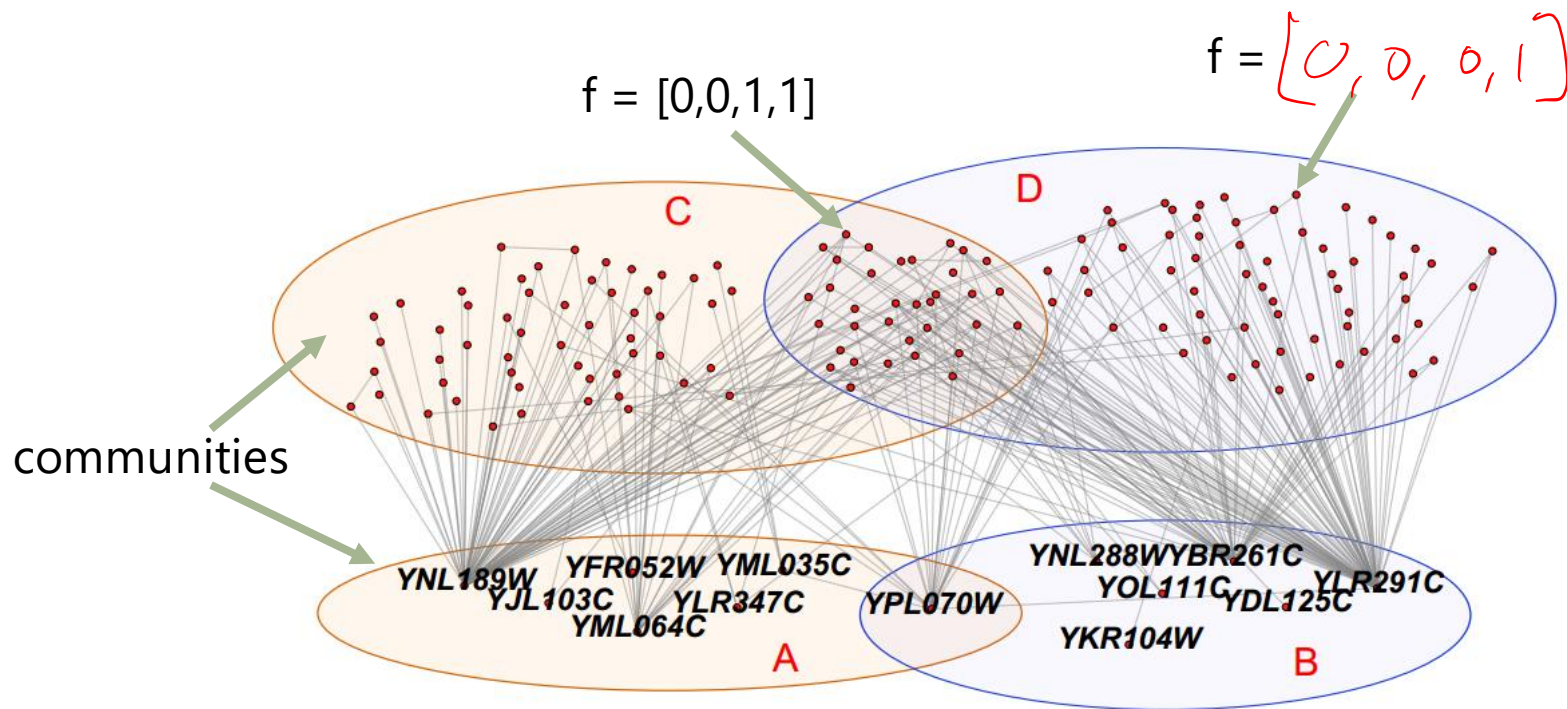 f = [0, 0, 0, 1]
f = [0,0,1,1]
C
D
communities
YNL189W
YFR052W
YML035C
YJL103C
YLR347C
YML064C
YPL070W
YNL288W
YBR261C
YOL111C
YLR291C
YDL125C
YKR104W
A
B